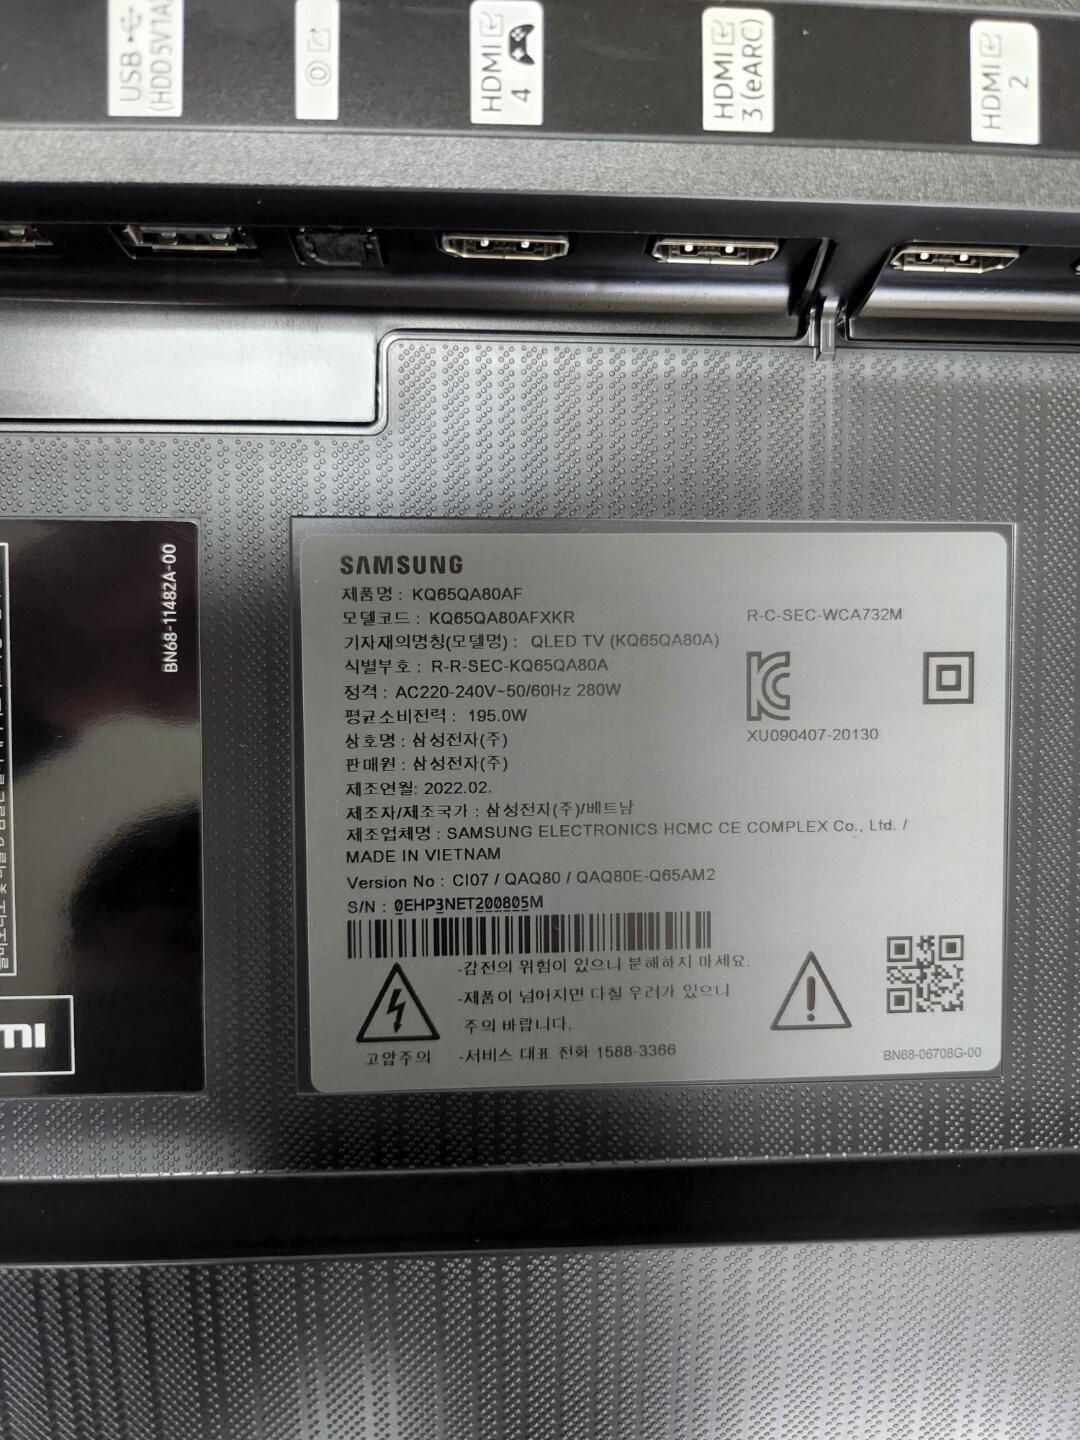 USB
(HDD 5V 1A)
HDMI
4
HDMI
3 (eARC)
HDMI
2
BN68-11482A-00
SAMSUNG
제품명 : KQ65QA80AF
모델코드 : KQ65QA80AFXKR
R-C-SEC-WCA732M
기자재의명칭(모델명) : QLED TV (KQ65QA80A)
식별부호 : R-R-SEC-KQ65QA80A
정격 : AC220-240V~50/60Hz 280W
평균소비전력 : 195.0W
XU090407-20130
상호명 : 삼성전자(주)
판매원 : 삼성전자(주)
제조연월: 2022.02.
제조자/제조국가 : 삼성전자(주)/베트남
제조업체명 : SAMSUNG ELECTRONICS HCMC CE COMPLEX Co., Ltd. /
MADE IN VIETNAM
Version No : CI07 / QAQ80 / QAQ80E-Q65AM2
S/N : 0EHP3NET200805M
-감전의 위험이 있으니 분해하지 마세요.
-제품이 넘어지면 다칠 우려가 있으니
주의 바랍니다.
고압주의
-서비스 대표 전화 1588-3366
BN68-06708G-00